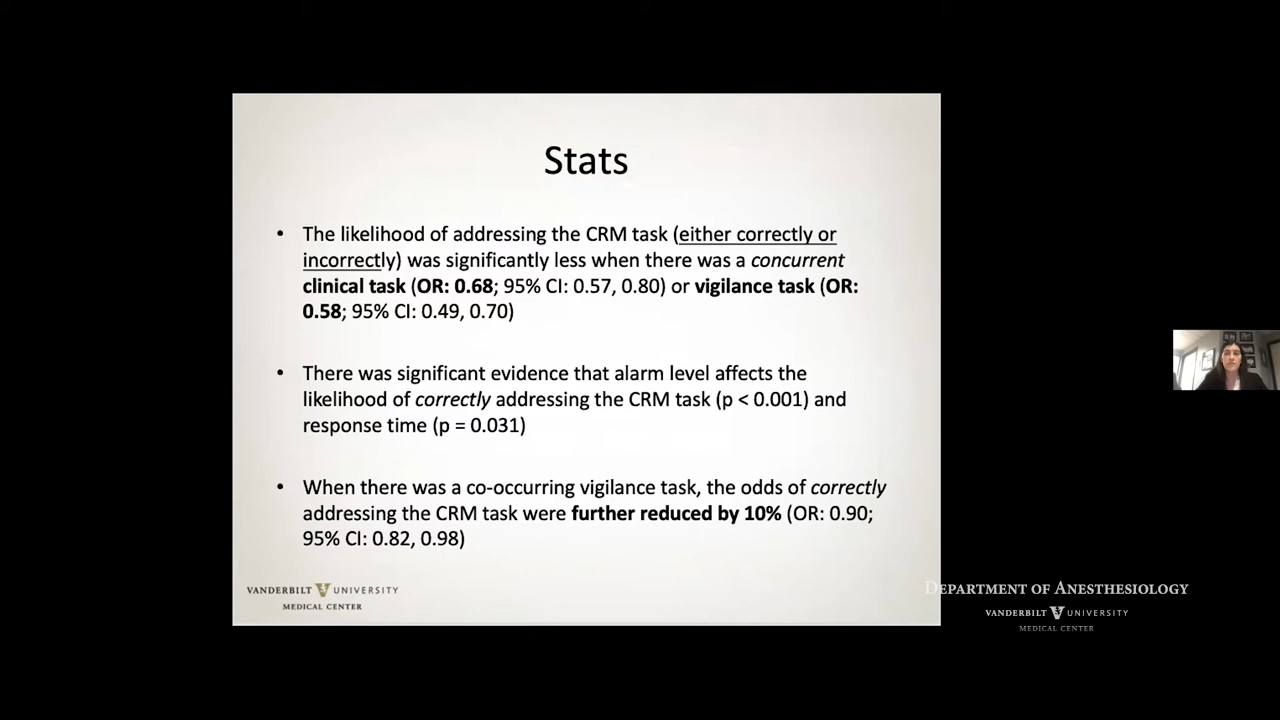 Stats
• The likelihood of addressing the CRM task (either correctly or
incorrectly) was significantly less when there was a concurrent
clinical task (OR: 0.68; 95% CI: 0.57, 0.80) or vigilance task (OR:
0.58; 95% CI: 0.49, 0.70)
• There was significant evidence that alarm level affects the
likelihood of correctly addressing the CRM task (p < 0.001) and
response time (p = 0.031)
• When there was a co-occurring vigilance task, the odds of correctly
addressing the CRM task were further reduced by 10% (OR: 0.90;
95% CI: 0.82, 0.98)
VANDERBILT V UNIVERSITY
MEDICAL CENTER
DEPARTMENT OF ANESTHESIOLOGY
VANDERBILT V UNIVERSITY
MEDICAL CENTER